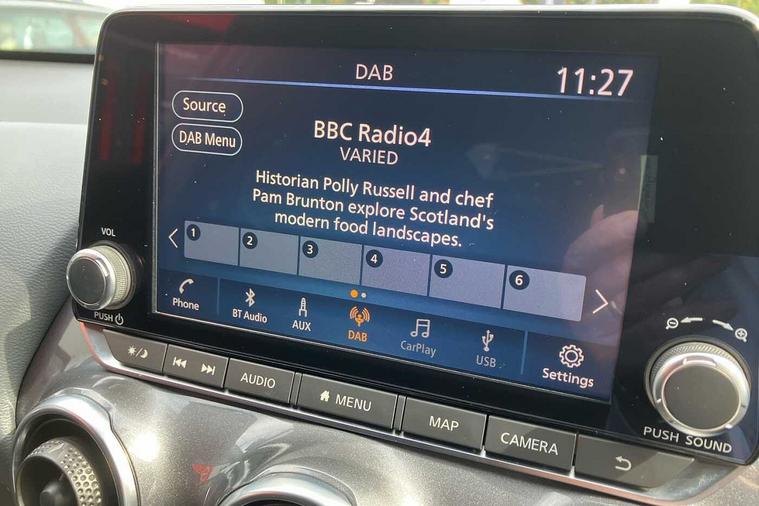 DAB
11:27
Source
DAB Menu
BBC Radio4
VARIED
Historian Polly Russell and chef
Pam Brunton explore Scotland's
modern food landscapes.
1 2 3 4 5 6
Phone
BT Audio
AUX
DAB
CarPlay
USB
Settings
VOL
PUSH
AUDIO
MENU
MAP
CAMERA
PUSH SOUND